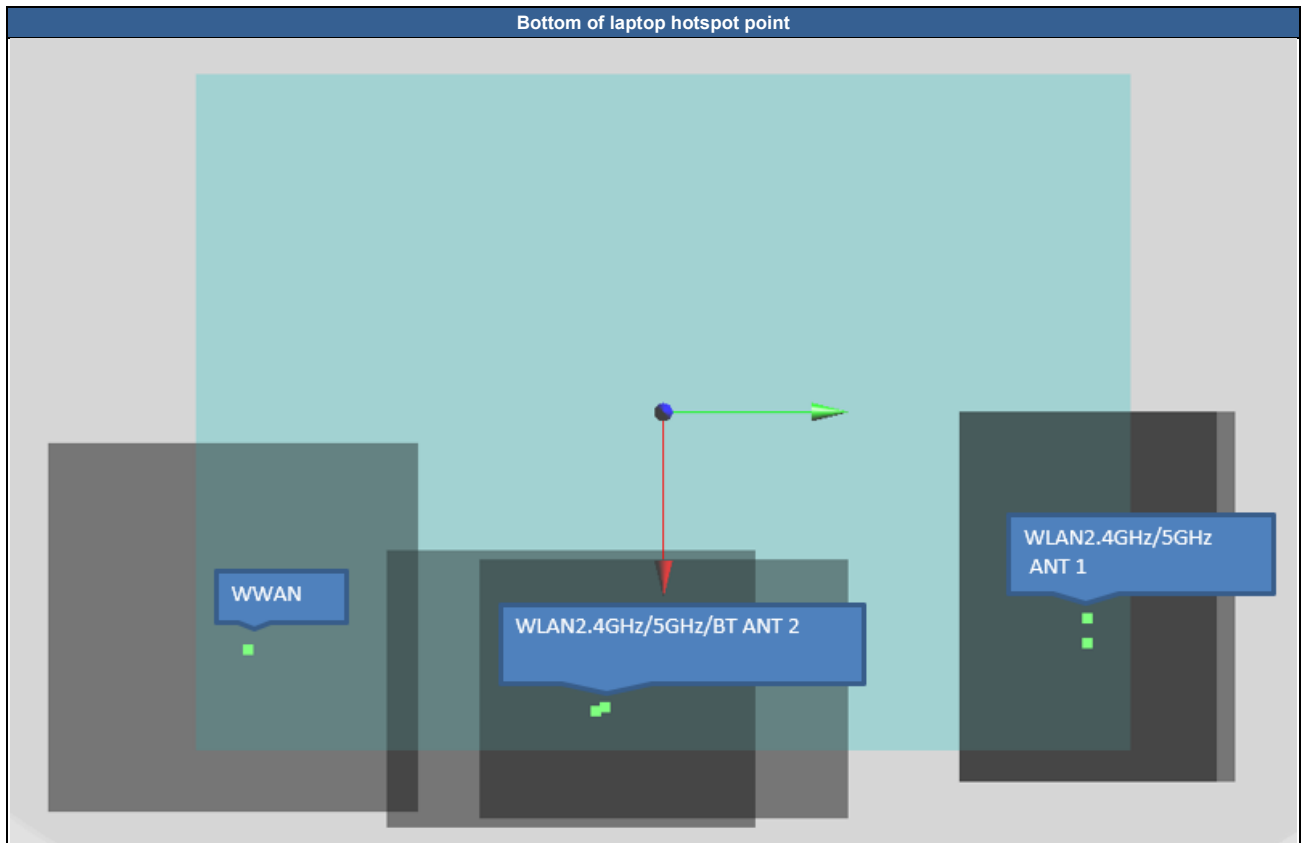 Bottom of laptop hotspot point
WLAN2.4GHz/5GHz
ANT 1
WWAN
WLAN2.4GHz/5GHz/BT ANT 2